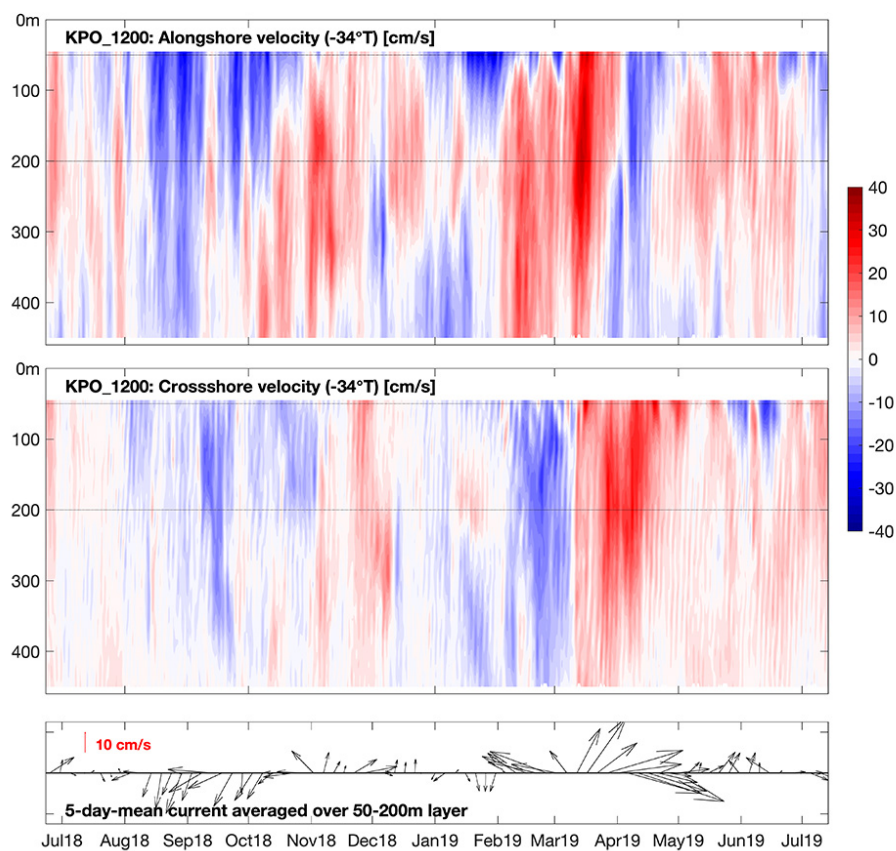 0m
KPO_1200: Alongshore velocity (-34°T) [cm/s]
100
200
300
400
0m
KPO_1200: Crossshore velocity (-34°T) [cm/s]
100
200
300
400
40
30
20
10
0
-10
-20
-30
-40
10 cm/s
5-day-mean current averaged over 50-200m layer
Jul18 Aug18 Sep18 Oct18 Nov18 Dec18 Jan19 Feb19 Mar19 Apr19 May19 Jun19 Jul19